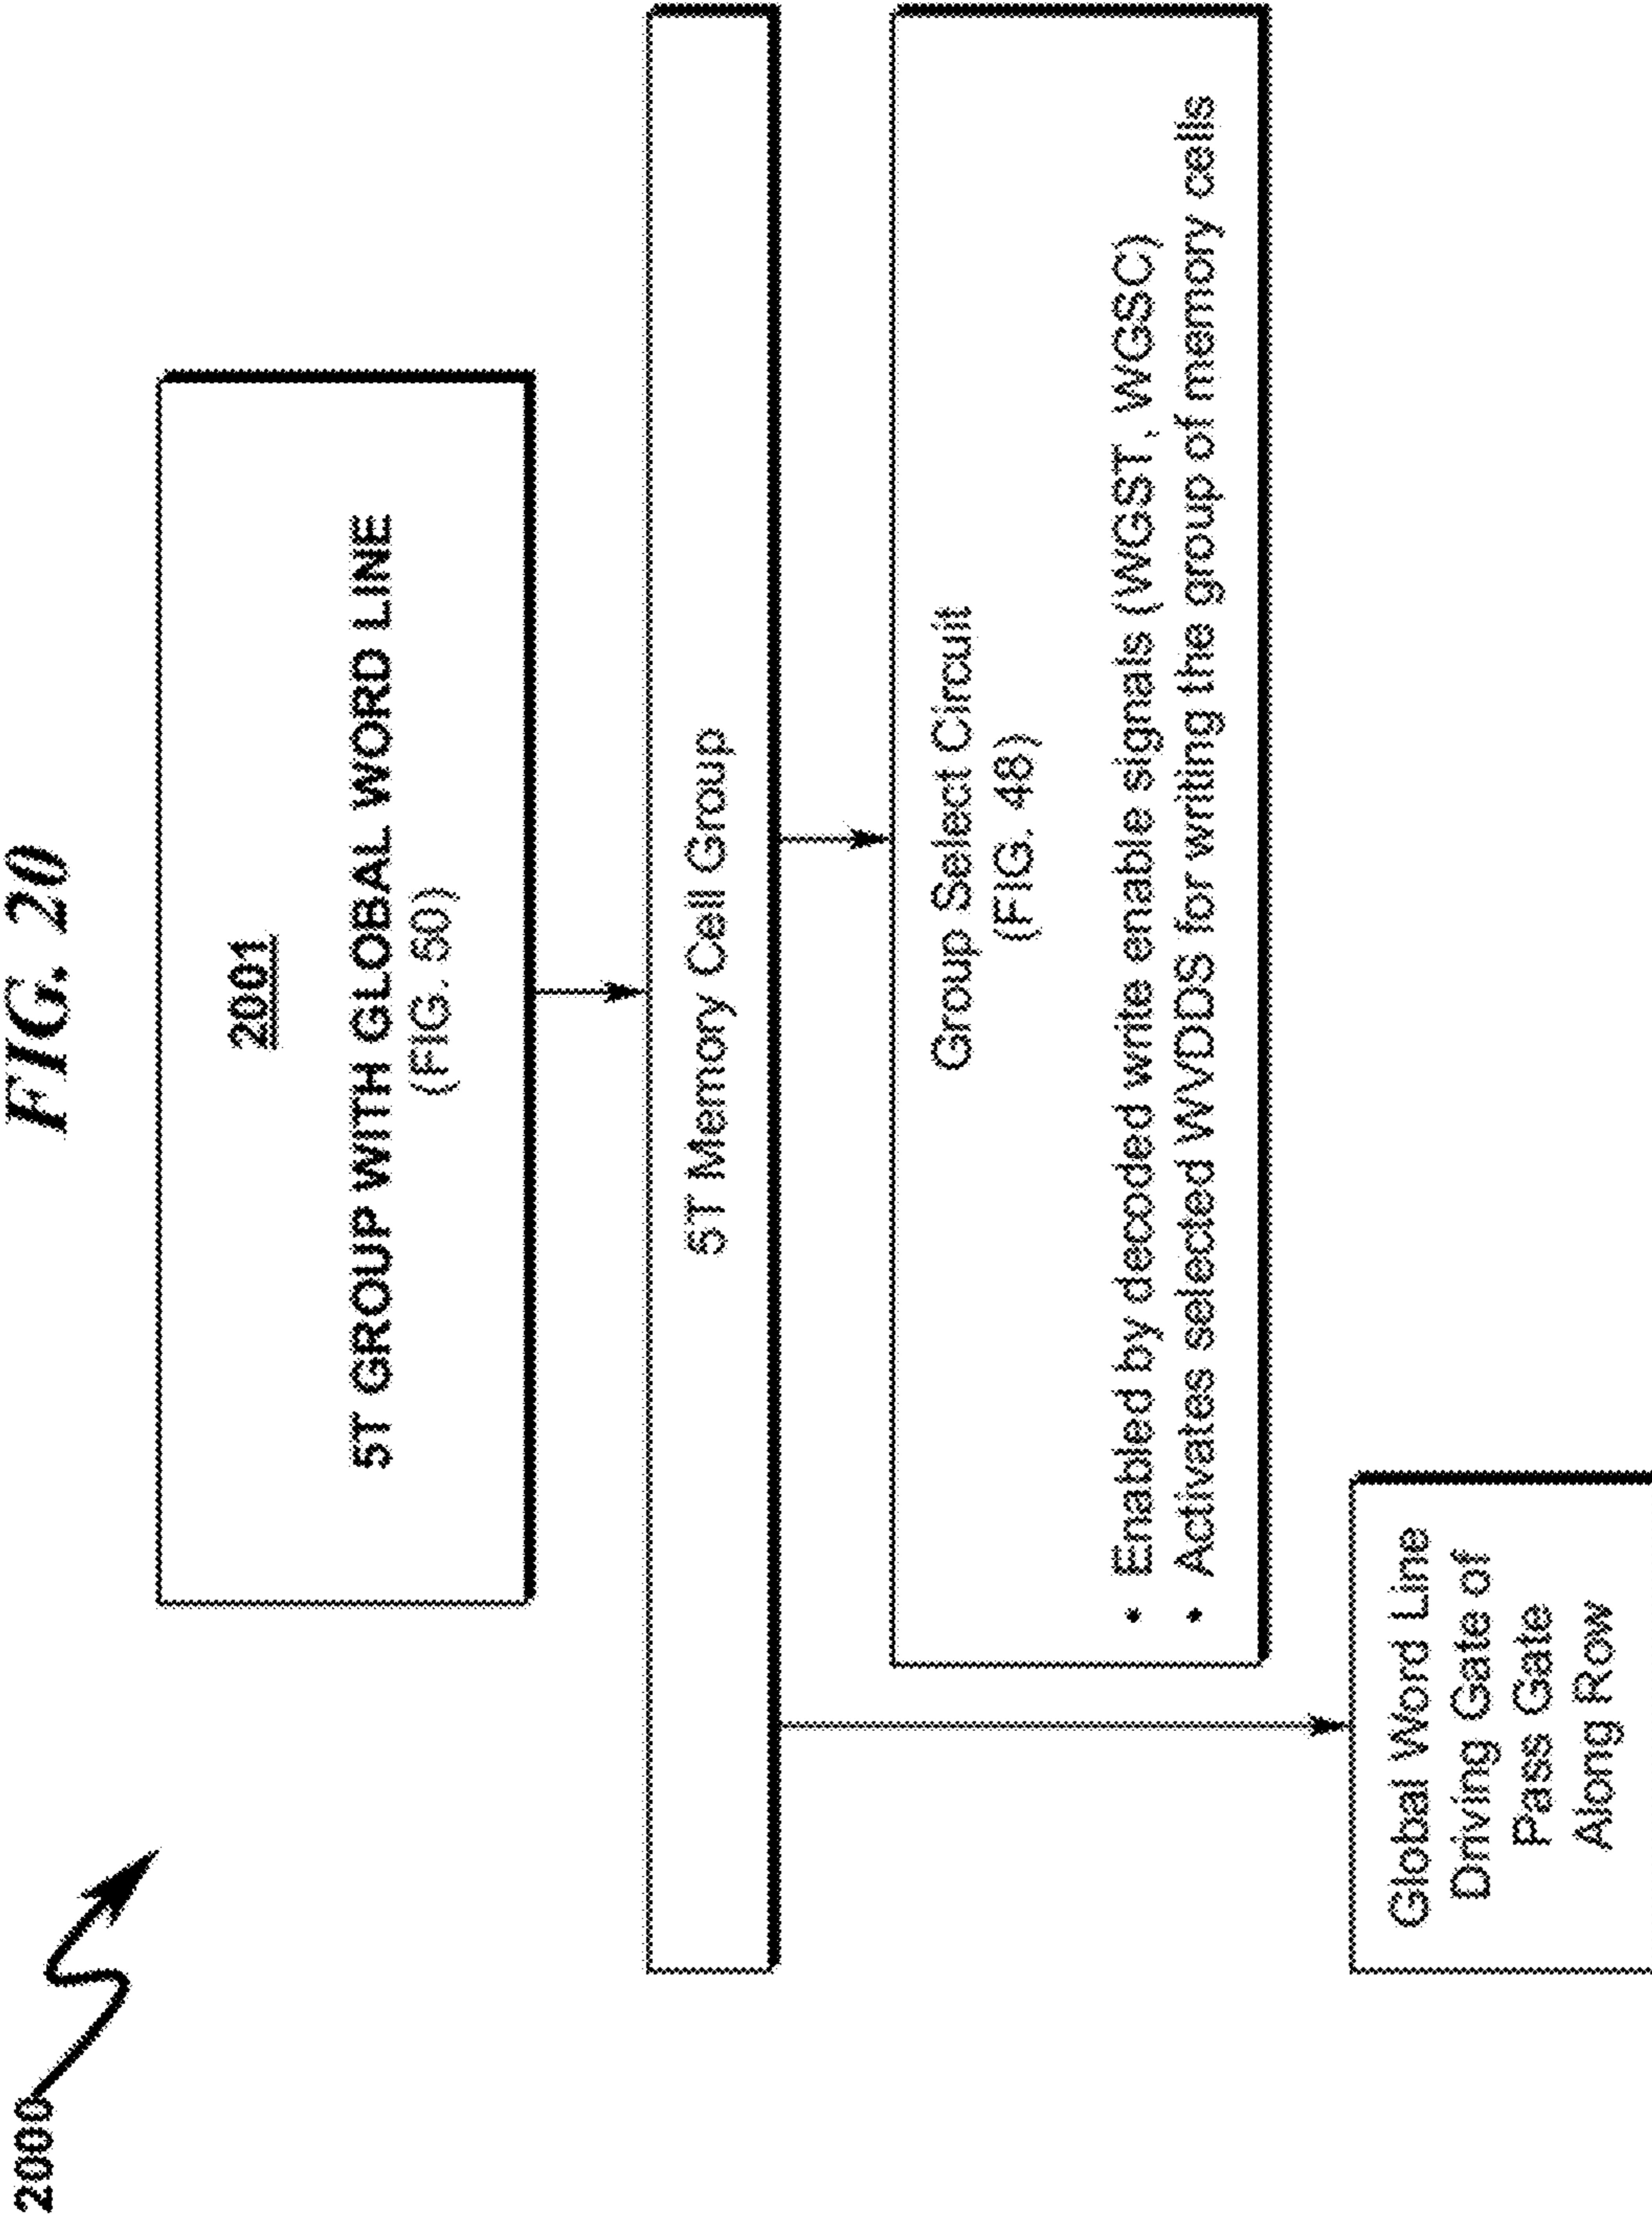 FIG. 20
2000
2001
5T GROUP WITH GLOBAL WORD LINE
(FIG. 50)
5T Memory Cell Group
Group Select Circuit
(FIG. 48)
• Enabled by decoded write enable signals (WGST, WGSC)
• Activates selected WVDDS for writing the group of memory cells
Global Word Line
Driving Gate of
Pass Gate
Along Row